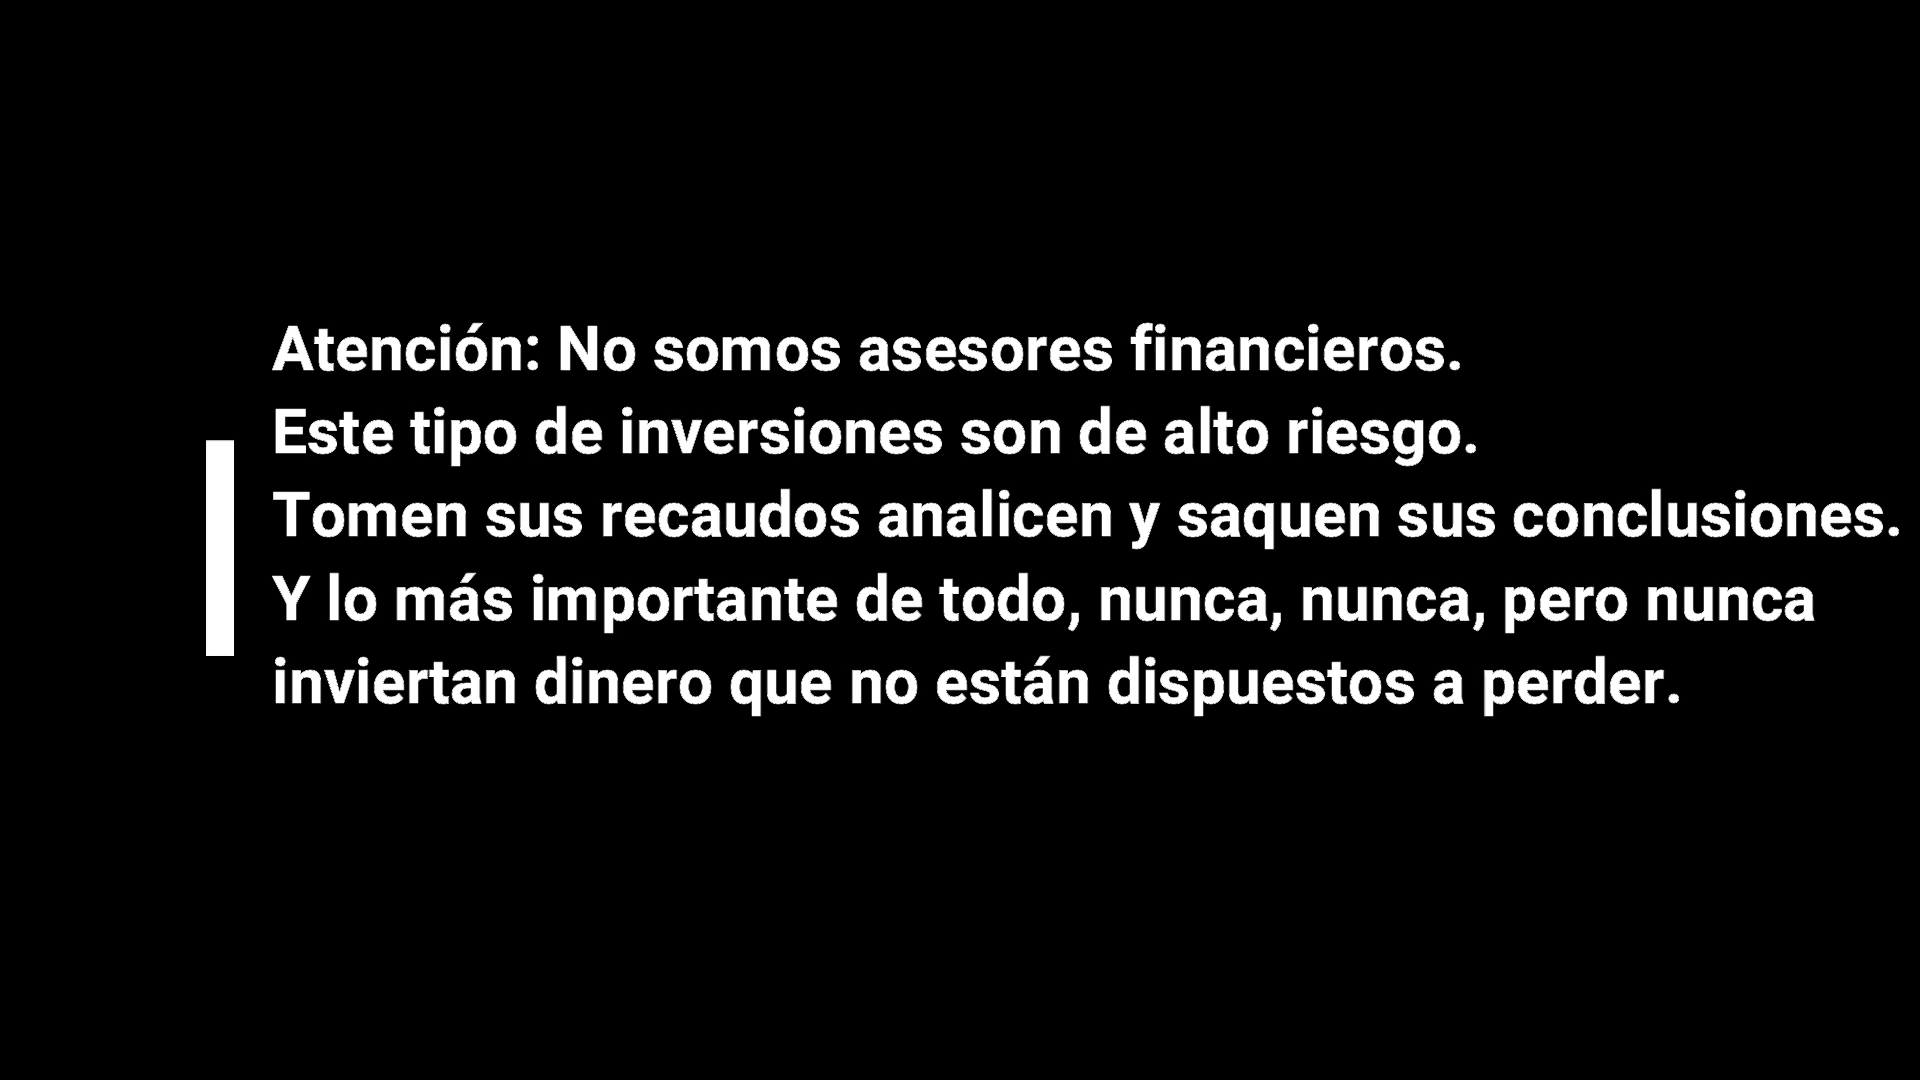 Atención: No somos asesores financieros.
Este tipo de inversiones son de alto riesgo.
Tomen sus recaudos analicen y saquen sus conclusiones.
Y lo más importante de todo, nunca, nunca, pero nunca
inviertan dinero que no están dispuestos a perder.